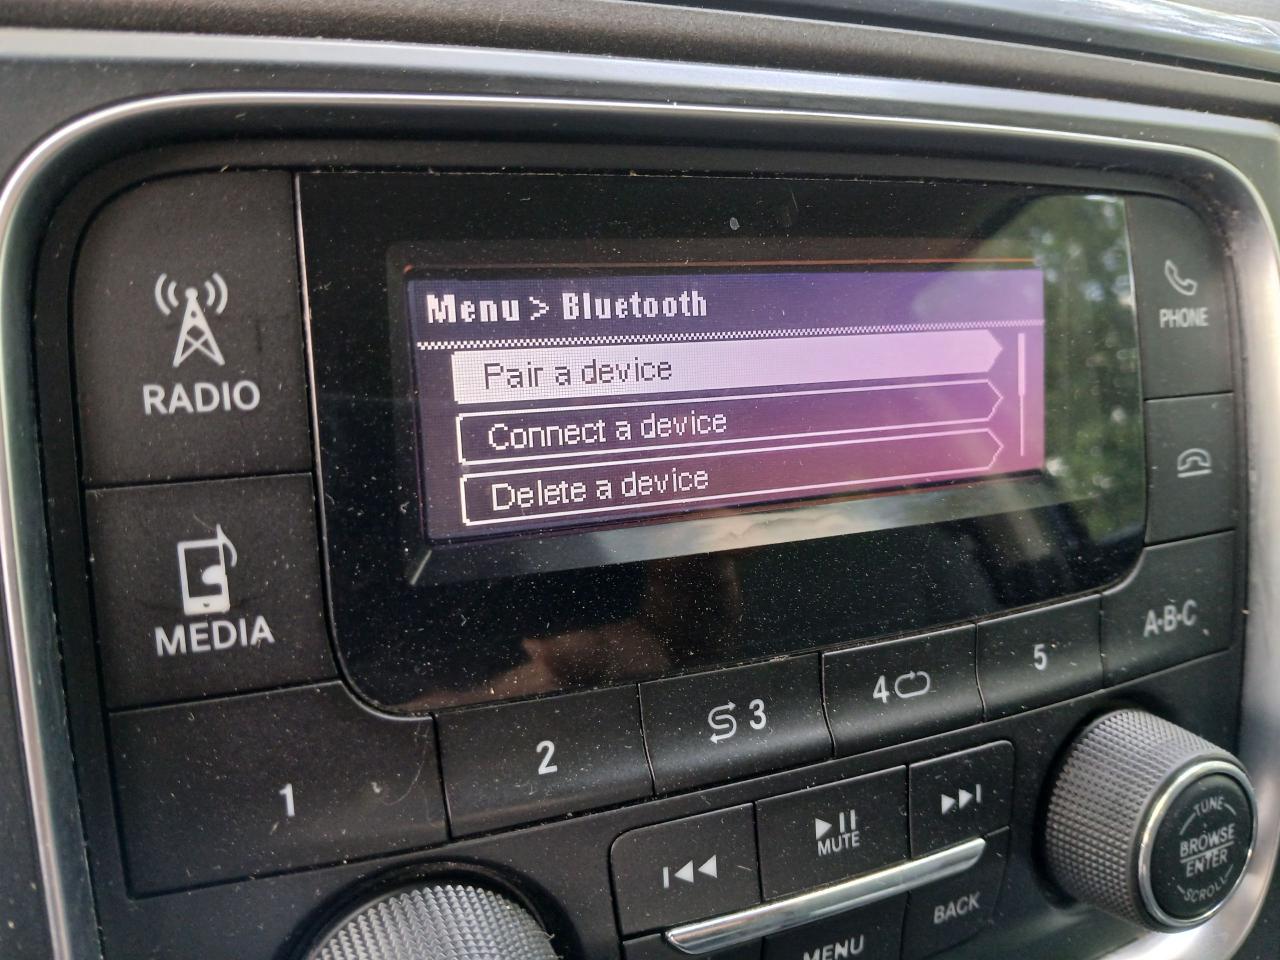 Menu > Bluetooth
Pair a device
Connect a device
Delete a device
RADIO
MEDIA
PHONE
A-B-C
1
2
3
4
5
MUTE
BACK
MENU
TUNE
BROWSE
ENTER
SCROLL